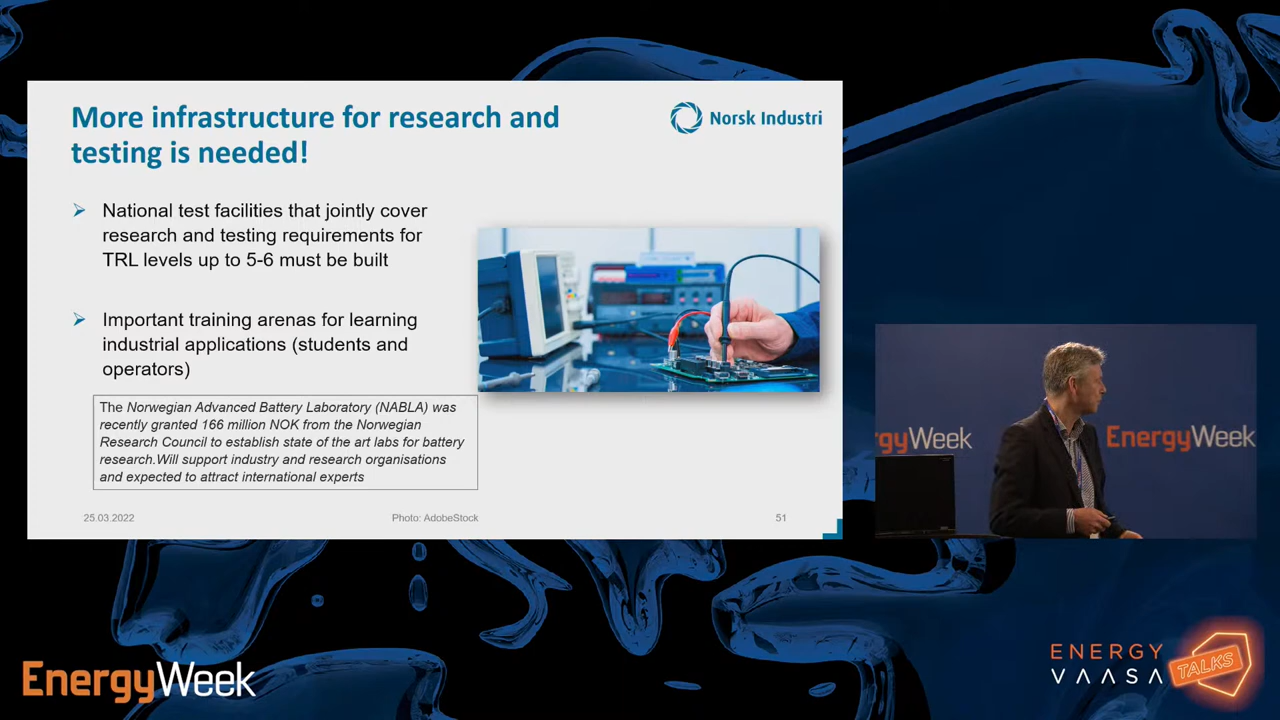 More infrastructure for research and
testing is needed!
Norsk Industri
National test facilities that jointly cover
research and testing requirements for
TRL levels up to 5-6 must be built
Important training arenas for learning
industrial applications (students and
operators)
The Norwegian Advanced Battery Laboratory (NABLA) was
recently granted 166 million NOK from the Norwegian
Research Council to establish state of the art labs for battery
research.Will support industry and research organisations
and expected to attract international experts
25.03.2022
Photo: AdobeStock
51
rgyWeek
EnergyWeek
EnergyWeek
ENERGY
VAASA
TALKS